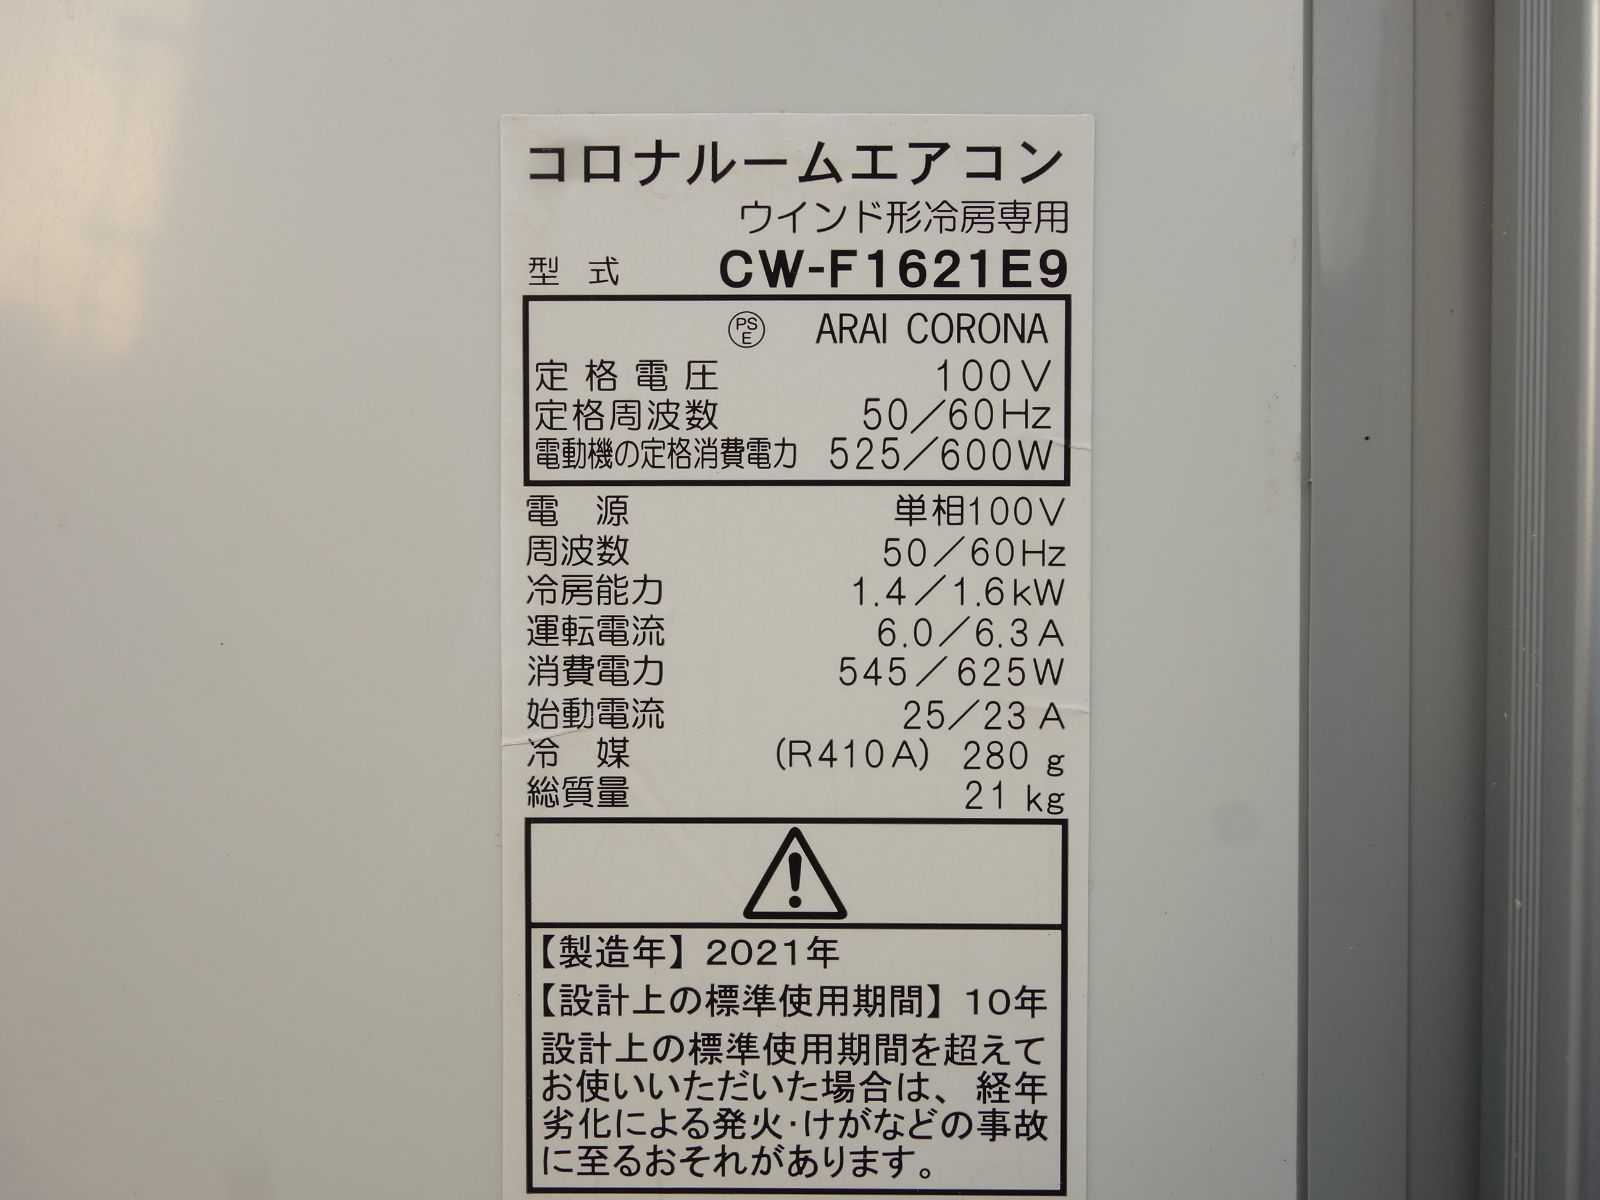 コロナルームエアコン
ウインド形冷房専用
型 式 CW-F1621E9
PS E ARAI CORONA
定格電圧 100V
定格周波数 50/60Hz
電動機の定格消費電力 525/600W
電 源 単相100V
周波数 50/60Hz
冷房能力 1.4/1.6kW
運転電流 6.0/6.3A
消費電力 545/625W
始動電流 25/23A
冷 媒 (R410A) 280g
総質量 21kg
【製造年】2021年
【設計上の標準使用期間】10年
設計上の標準使用期間を超えて
お使いいただいた場合は、経年
劣化による発火・けがなどの事故
に至るおそれがあります。